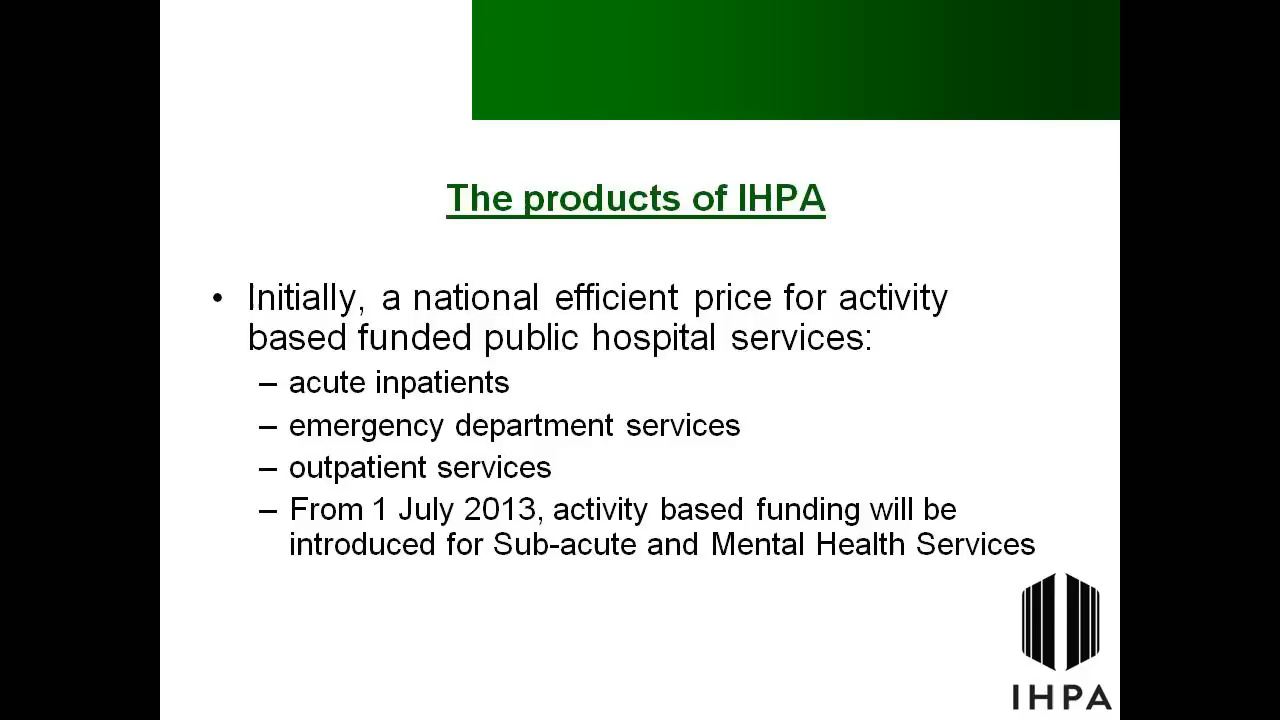 The products of IHPA
• Initially, a national efficient price for activity
based funded public hospital services:
– acute inpatients
– emergency department services
– outpatient services
– From 1 July 2013, activity based funding will be
introduced for Sub-acute and Mental Health Services
IHPA